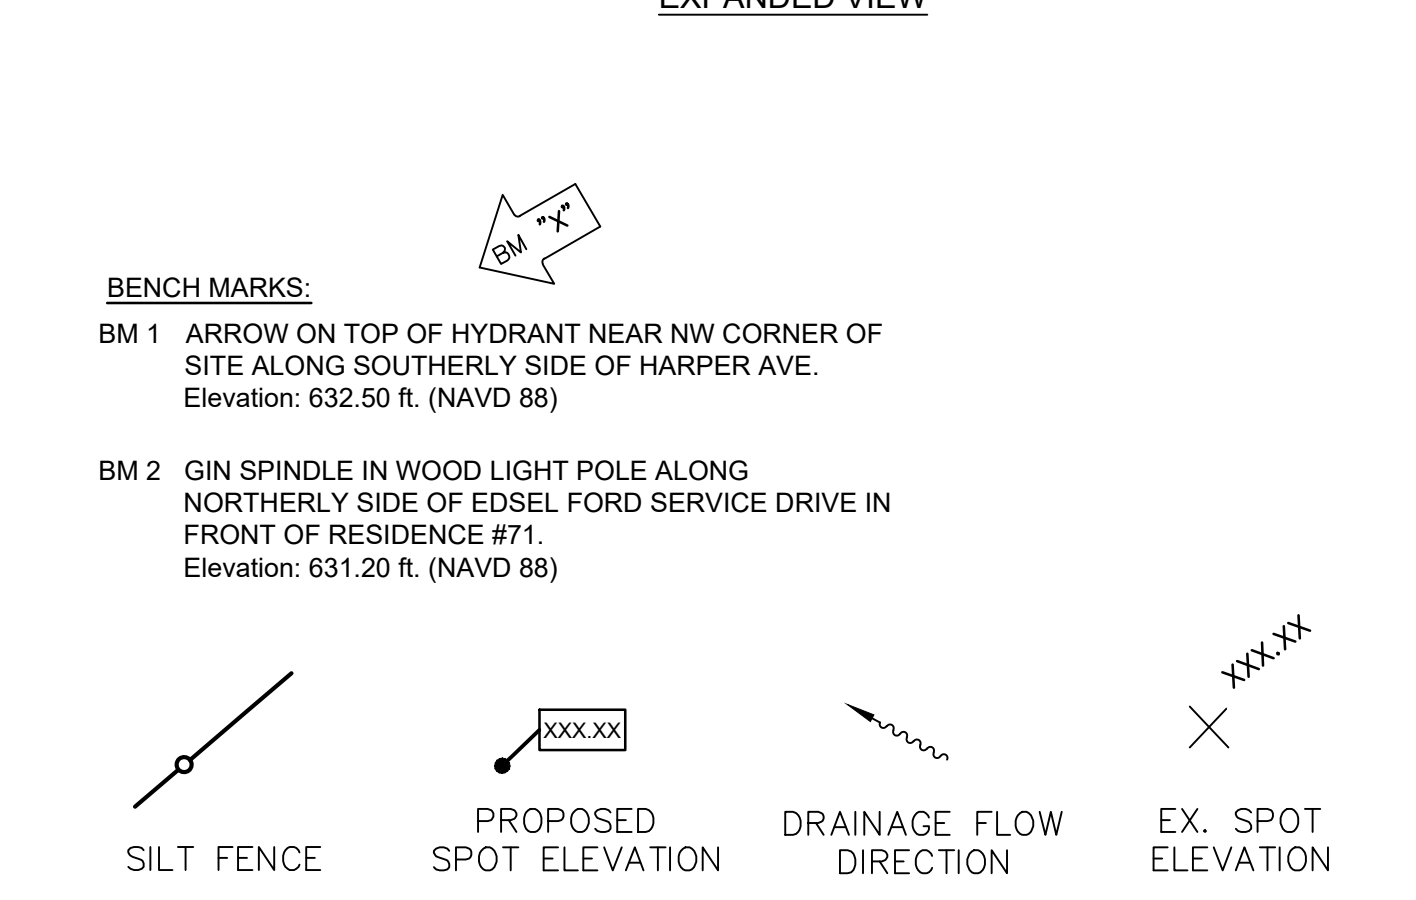 EXPANDED VIEW
BM "X"
BENCH MARKS:
BM 1 ARROW ON TOP OF HYDRANT NEAR NW CORNER OF
SITE ALONG SOUTHERLY SIDE OF HARPER AVE.
Elevation: 632.50 ft. (NAVD 88)
BM 2 GIN SPINDLE IN WOOD LIGHT POLE ALONG
NORTHERLY SIDE OF EDSEL FORD SERVICE DRIVE IN
FRONT OF RESIDENCE #71.
Elevation: 631.20 ft. (NAVD 88)
SILT FENCE
XXX.XX
PROPOSED
SPOT ELEVATION
DRAINAGE FLOW
DIRECTION
XXX.XX
EX. SPOT
ELEVATION